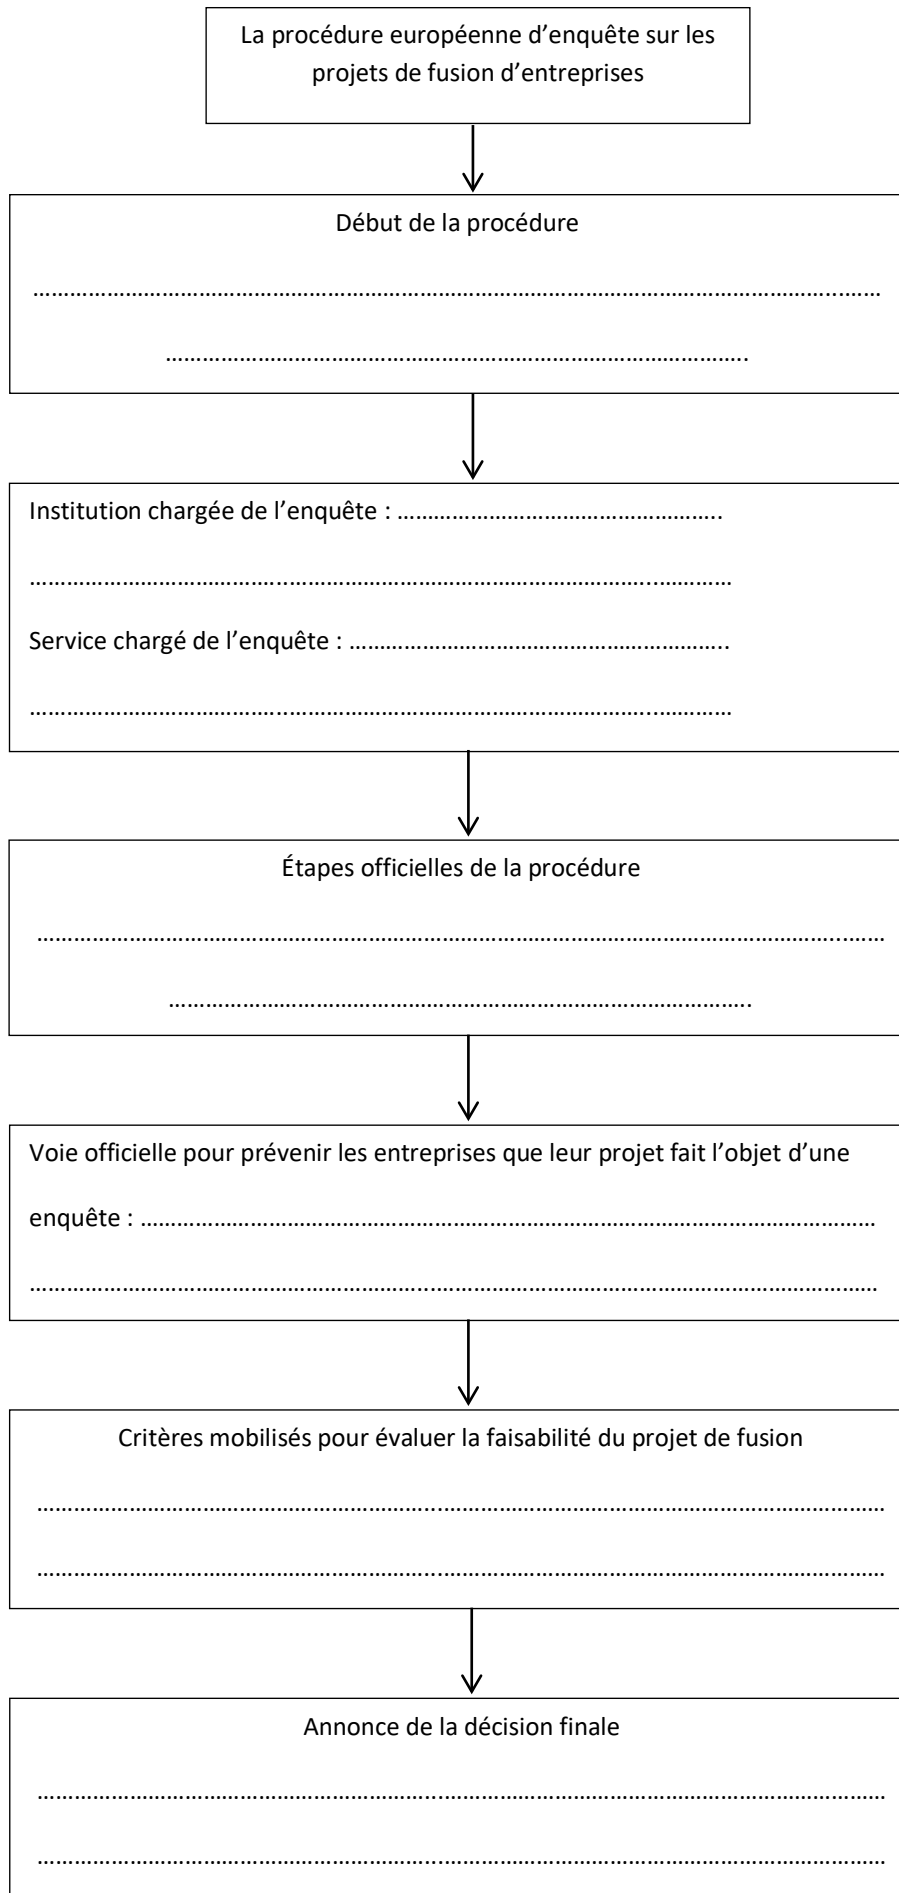 La procédure européenne d’enquête sur les
projets de fusion d’entreprises
Début de la procédure
…………………………………………………………………………………………………………………..……
……………………………………………………………………………..
Institution chargée de l’enquête : ……………………………………………..
………………………………….…………………………………………………..…………
Service chargé de l’enquête : ……………………………………………………..
………………………………….…………………………………………………..…………
Étapes officielles de la procédure
…………………………………………………………………………………………………………………..……
……………………………………………………………………………..
Voie officielle pour prévenir les entreprises que leur projet fait l’objet d’une
enquête : …………………………………………………………………………………………………………
…………………………………………………………..………………………………………………………………
Critères mobilisés pour évaluer la faisabilité du projet de fusion
…………………………………………………………..………………………………………………………………
…………………………………………………………..………………………………………………………………
Annonce de la décision finale
…………………………………………………………..………………………………………………………………
…………………………………………………………..………………………………………………………………